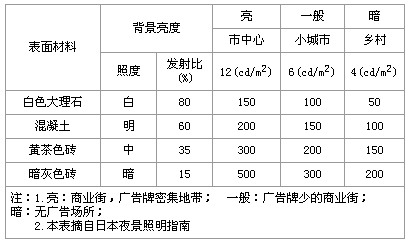 表面材料 背景亮度 亮 一般 暗
市中心 小城市 乡村
照度 发射比(%) 12(cd/m²) 6(cd/m²) 4(cd/m²)
白色大理石 白 80 150 100 50
混凝土 明 60 200 150 100
黄茶色砖 中 35 300 200 150
暗灰色砖 暗 15 500 300 200
注：1.亮：商业街，广告牌密集地带； 一般：广告牌少的商业街；
暗：无广告场所；
2.本表摘自日本夜景照明指南